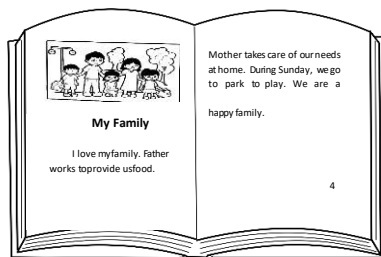 My Family
I love myfamily. Father
works toprovide usfood.
Mother takes care of ourneeds
at home. During Sunday, we go
to park to play. We are a
happy family.
4